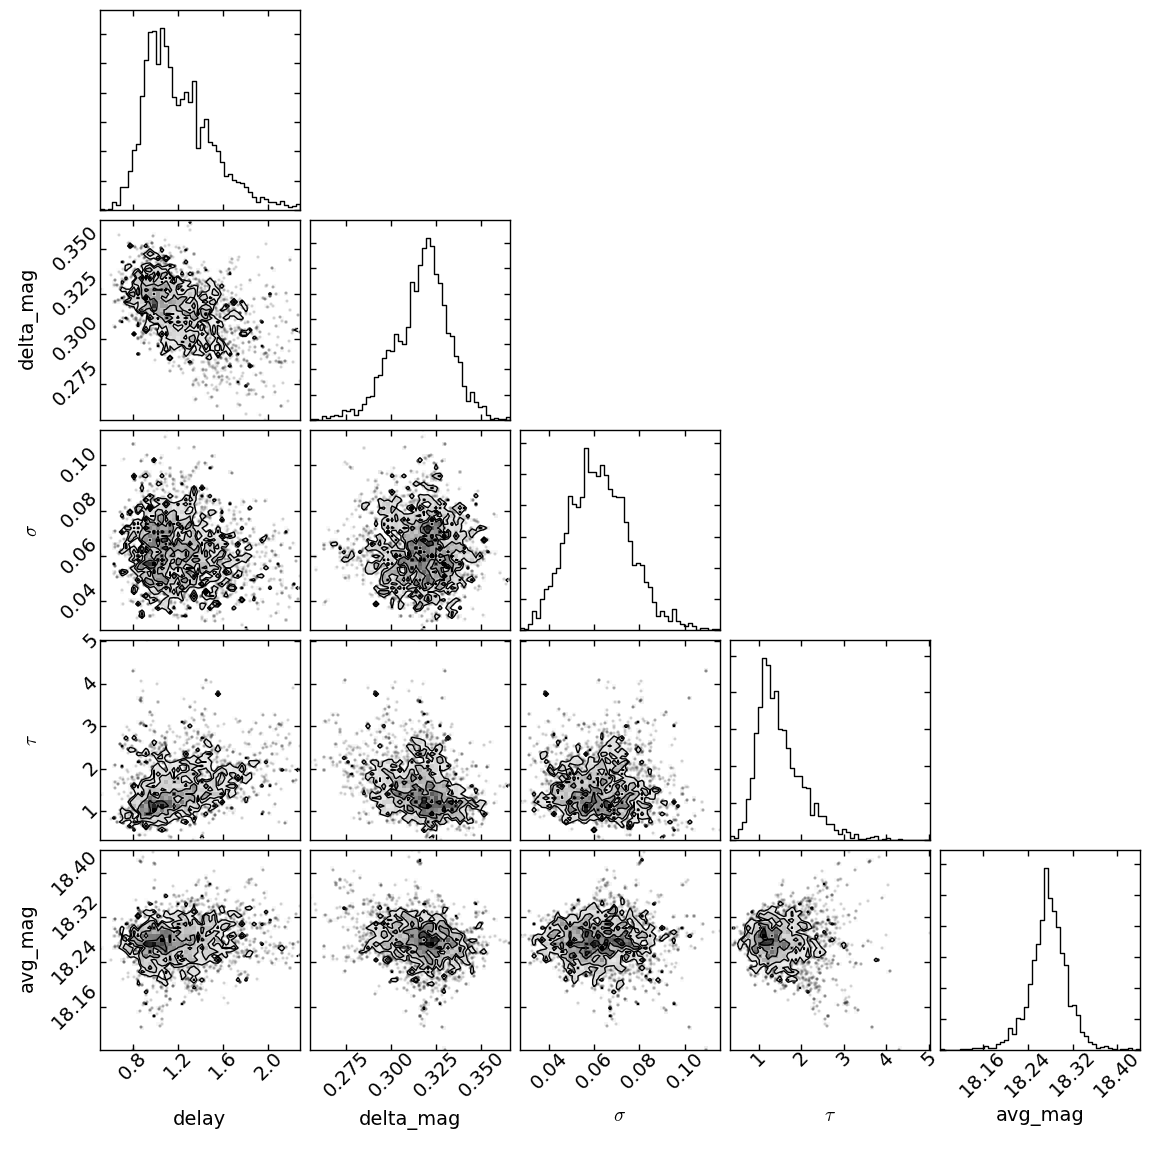 0.350
0.325
0.300
0.275
delta_mag
0.10
0.08
0.06
0.04
σ
5
4
3
2
1
τ
18.40
18.32
18.24
18.16
avg_mag
0.8 1.2 1.6 2.0
delay
0.275 0.300 0.325 0.350
delta_mag
0.04 0.06 0.08 0.10
σ
1 2 3 4 5
τ
18.16 18.24 18.32 18.40
avg_mag